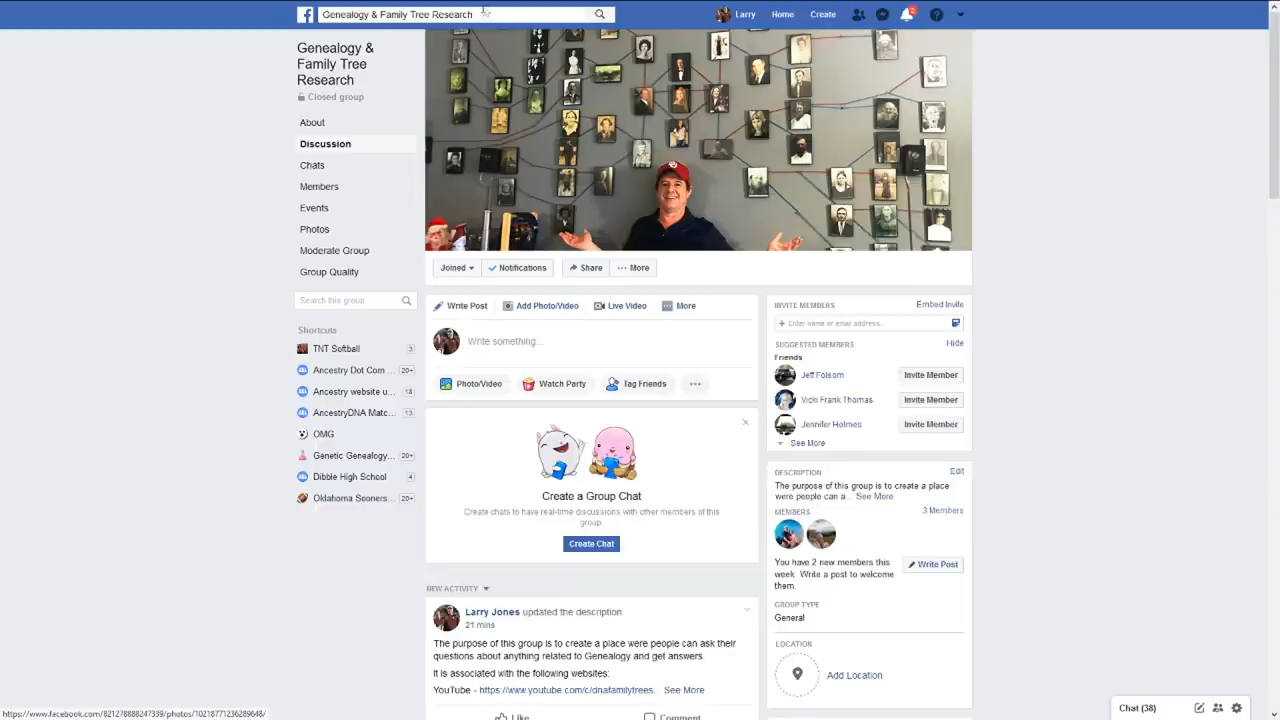 Genealogy & Family Tree Research
Larry
Home
Create
2
Genealogy &
Family Tree
Research
Closed group
About
Discussion
Chats
Members
Events
Photos
Moderate Group
Group Quality
Search this group
Shortcuts
TNT Softball 3
Ancestry Dot Com ... 20+
Ancestry website u... 18
AncestryDNA Matc... 13
OMG
Genetic Genealogy... 20+
Dibble High School 4
Oklahoma Sooners... 20+
Joined
Notifications
Share
More
Write Post
Add Photo/Video
Live Video
More
Write something...
Photo/Video
Watch Party
Tag Friends
Create a Group Chat
Create chats to have real-time discussions with other members of this
group.
Create Chat
NEW ACTIVITY
Larry Jones updated the description.
21 mins
The purpose of this group is to create a place were people can ask their
questions about anything related to Genealogy and get answers.
It is associated with the following websites:
YouTube - https://www.youtube.com/c/dnafamilytrees... See More
Like
Comment
INVITE MEMBERS
Embed Invite
+ Enter name or email address...
SUGGESTED MEMBERS
Hide
Friends
Jeff Folsom
Invite Member
Vicki Frank Thomas
Invite Member
Jennifer Holmes
Invite Member
See More
DESCRIPTION
Edit
The purpose of this group is to create a place
were people can a... See More
MEMBERS
3 Members
You have 2 new members this
week. Write a post to welcome
them.
Write Post
GROUP TYPE
General
LOCATION
Add Location
Chat (38)
https://www.facebook.com/821278888247339/photos/10218771236289648/